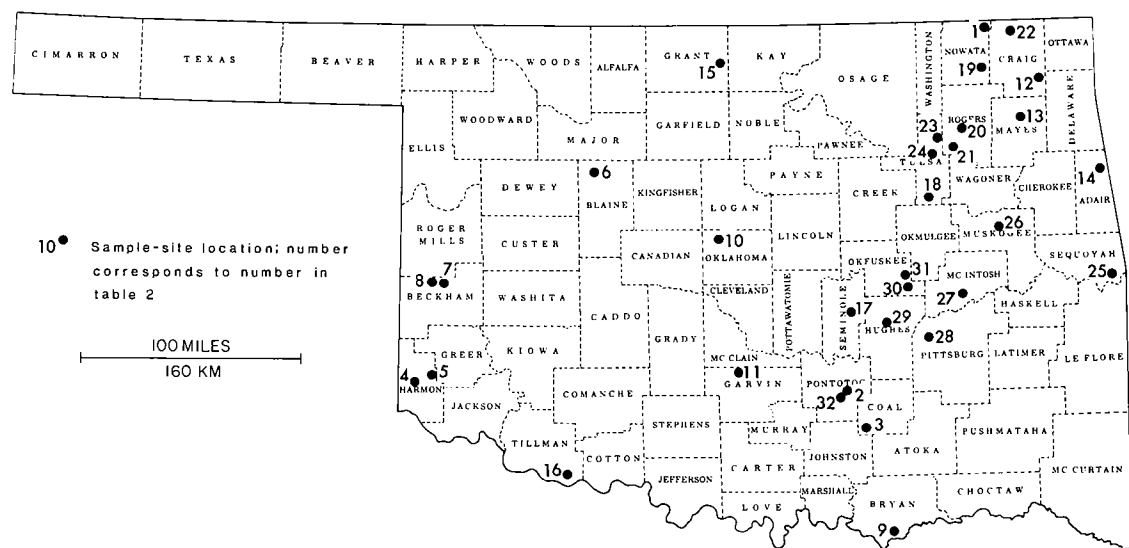 CIMARRON
TEXAS
BEAVER
HARPER
WOODS
ALFALFA
GRANT
15
KAY
OSAGE
WASHINGTON
1
NOWATA
19
22
CRAIG
12
OTTAWA
DELAWARE
WOODWARD
ELLIS
MAJOR
GARFIELD
NOBLE
PAWNEE
ROGERS
20
MAYES
13
23
24
TULSA
21
6
BLAINE
DEWEY
KINGFISHER
LOGAN
PAYNE
CREEK
18
WAGONER
CHEROKEE
14
ADAIR
ROGER
MILLS
CUSTER
CANADIAN
10
OKLAHOMA
LINCOLN
OKMULGEE
26
MUSKOGEE
10 Sample-site location; number
corresponds to number in
table 2
8
7
BECKHAM
WASHITA
CADDO
CLEVELAND
POTTAWATOMIE
SEMINOLE
17
OKFUSKEE
31
30
MC INTOSH
27
SEQUOYAH
25
HASKELL
100 MILES
160 KM
GREER
KIOWA
GRADY
MC CLAIN
29
HUGHES
28
PITTSBURG
LATIMER
LE FLORE
4
5
HARMON
JACKSON
COMANCHE
11
GARVIN
PONTOTOC
32
2
COAL
3
STEPHENS
MURRAY
PUSHMATAHA
TILLMAN
16
COTTON
JOHNSTON
ATOKA
MC CURTAIN
JEFFERSON
CARTER
MARSHALL
LOVE
BRYAN
9
CHOCTAW